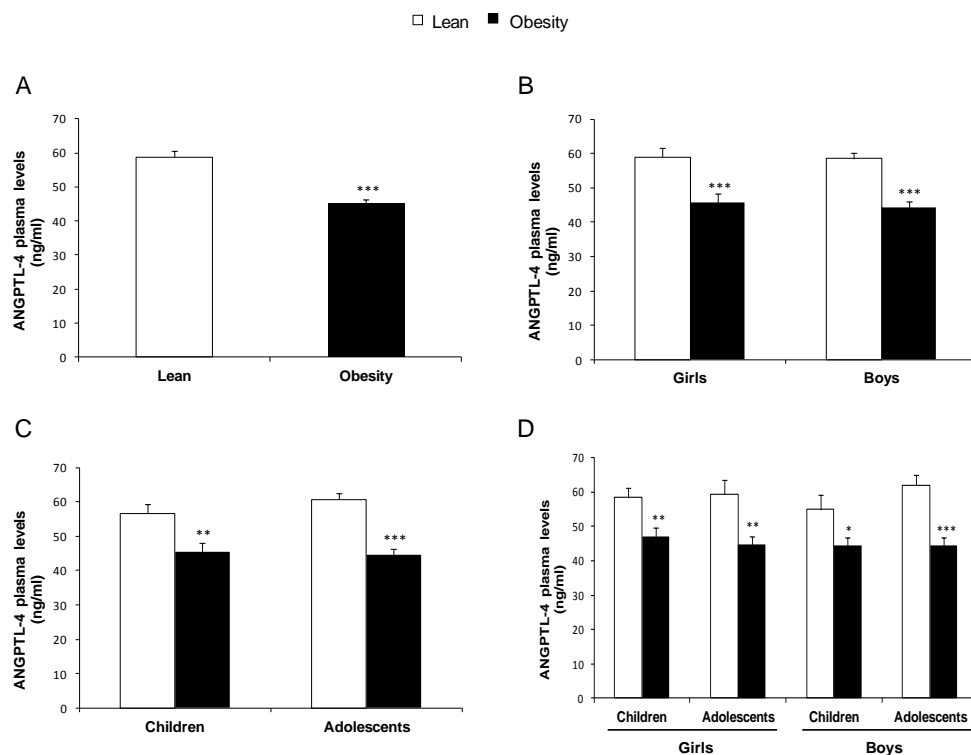 Lean Obesity
A
ANGPTL-4 plasma levels
(ng/ml)
70
60
50
40
30
20
10
0
***
Lean Obesity
B
ANGPTL-4 plasma levels
(ng/ml)
70
60
50
40
30
20
10
0
*** ***
Girls Boys
C
ANGPTL-4 plasma levels
(ng/ml)
70
60
50
40
30
20
10
0
** ***
Children Adolescents
D
ANGPTL-4 plasma levels
(ng/ml)
70
60
50
40
30
20
10
0
** ** * ***
Children Adolescents Children Adolescents
Girls Boys